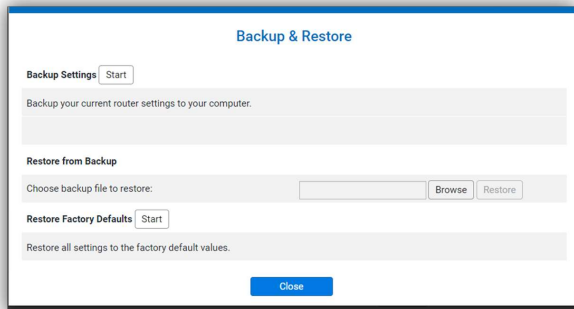 Backup & Restore
Backup Settings Start
Backup your current router settings to your computer.
Restore from Backup
Choose backup file to restore: Browse Restore
Restore Factory Defaults Start
Restore all settings to the factory default values.
Close